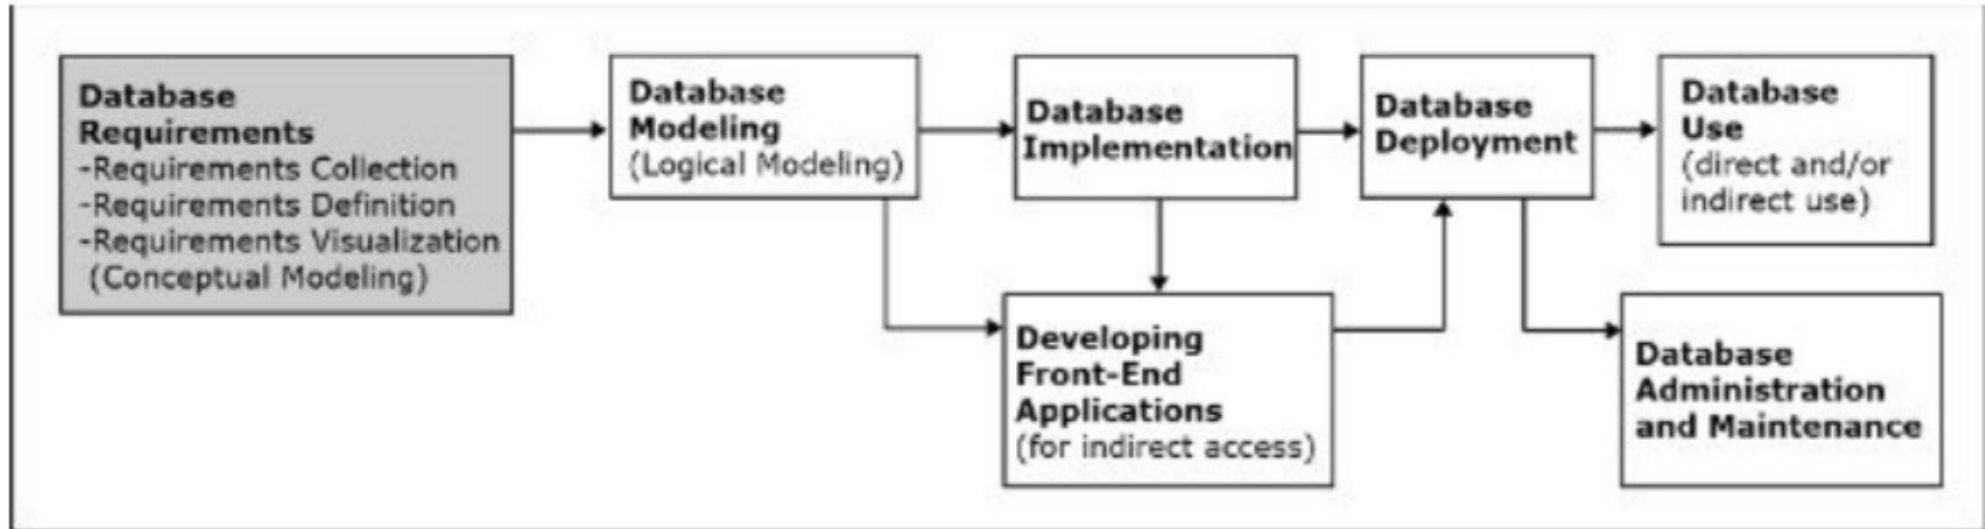 Database
Requirements
-Requirements Collection
-Requirements Definition
-Requirements Visualization
(Conceptual Modeling)
Database
Modeling
(Logical Modeling)
Database
Implementation
Database
Deployment
Database
Use
(direct and/or
indirect use)
Developing
Front-End
Applications
(for indirect access)
Database
Administration
and Maintenance